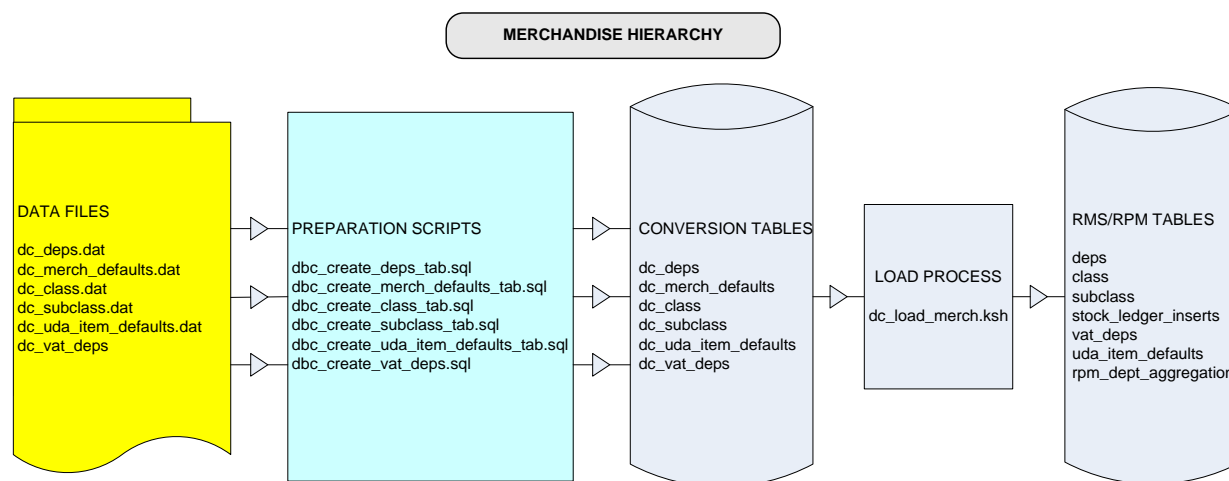 MERCHANDISE HIERARCHY
DATA FILES
dc_deps.dat
dc_merch_defaults.dat
dc_class.dat
dc_subclass.dat
dc_uda_item_defaults.dat
dc_vat_deps
PREPARATION SCRIPTS
dbc_create_deps_tab.sql
dbc_create_merch_defaults_tab.sql
dbc_create_class_tab.sql
dbc_create_subclass_tab.sql
dbc_create_uda_item_defaults_tab.sql
dbc_create_vat_deps.sql
CONVERSION TABLES
dc_deps
dc_merch_defaults
dc_class
dc_subclass
dc_uda_item_defaults
dc_vat_deps
LOAD PROCESS
dc_load_merch.ksh
RMS/RPM TABLES
deps
class
subclass
stock_ledger_inserts
vat_deps
uda_item_defaults
rpm_dept_aggregation